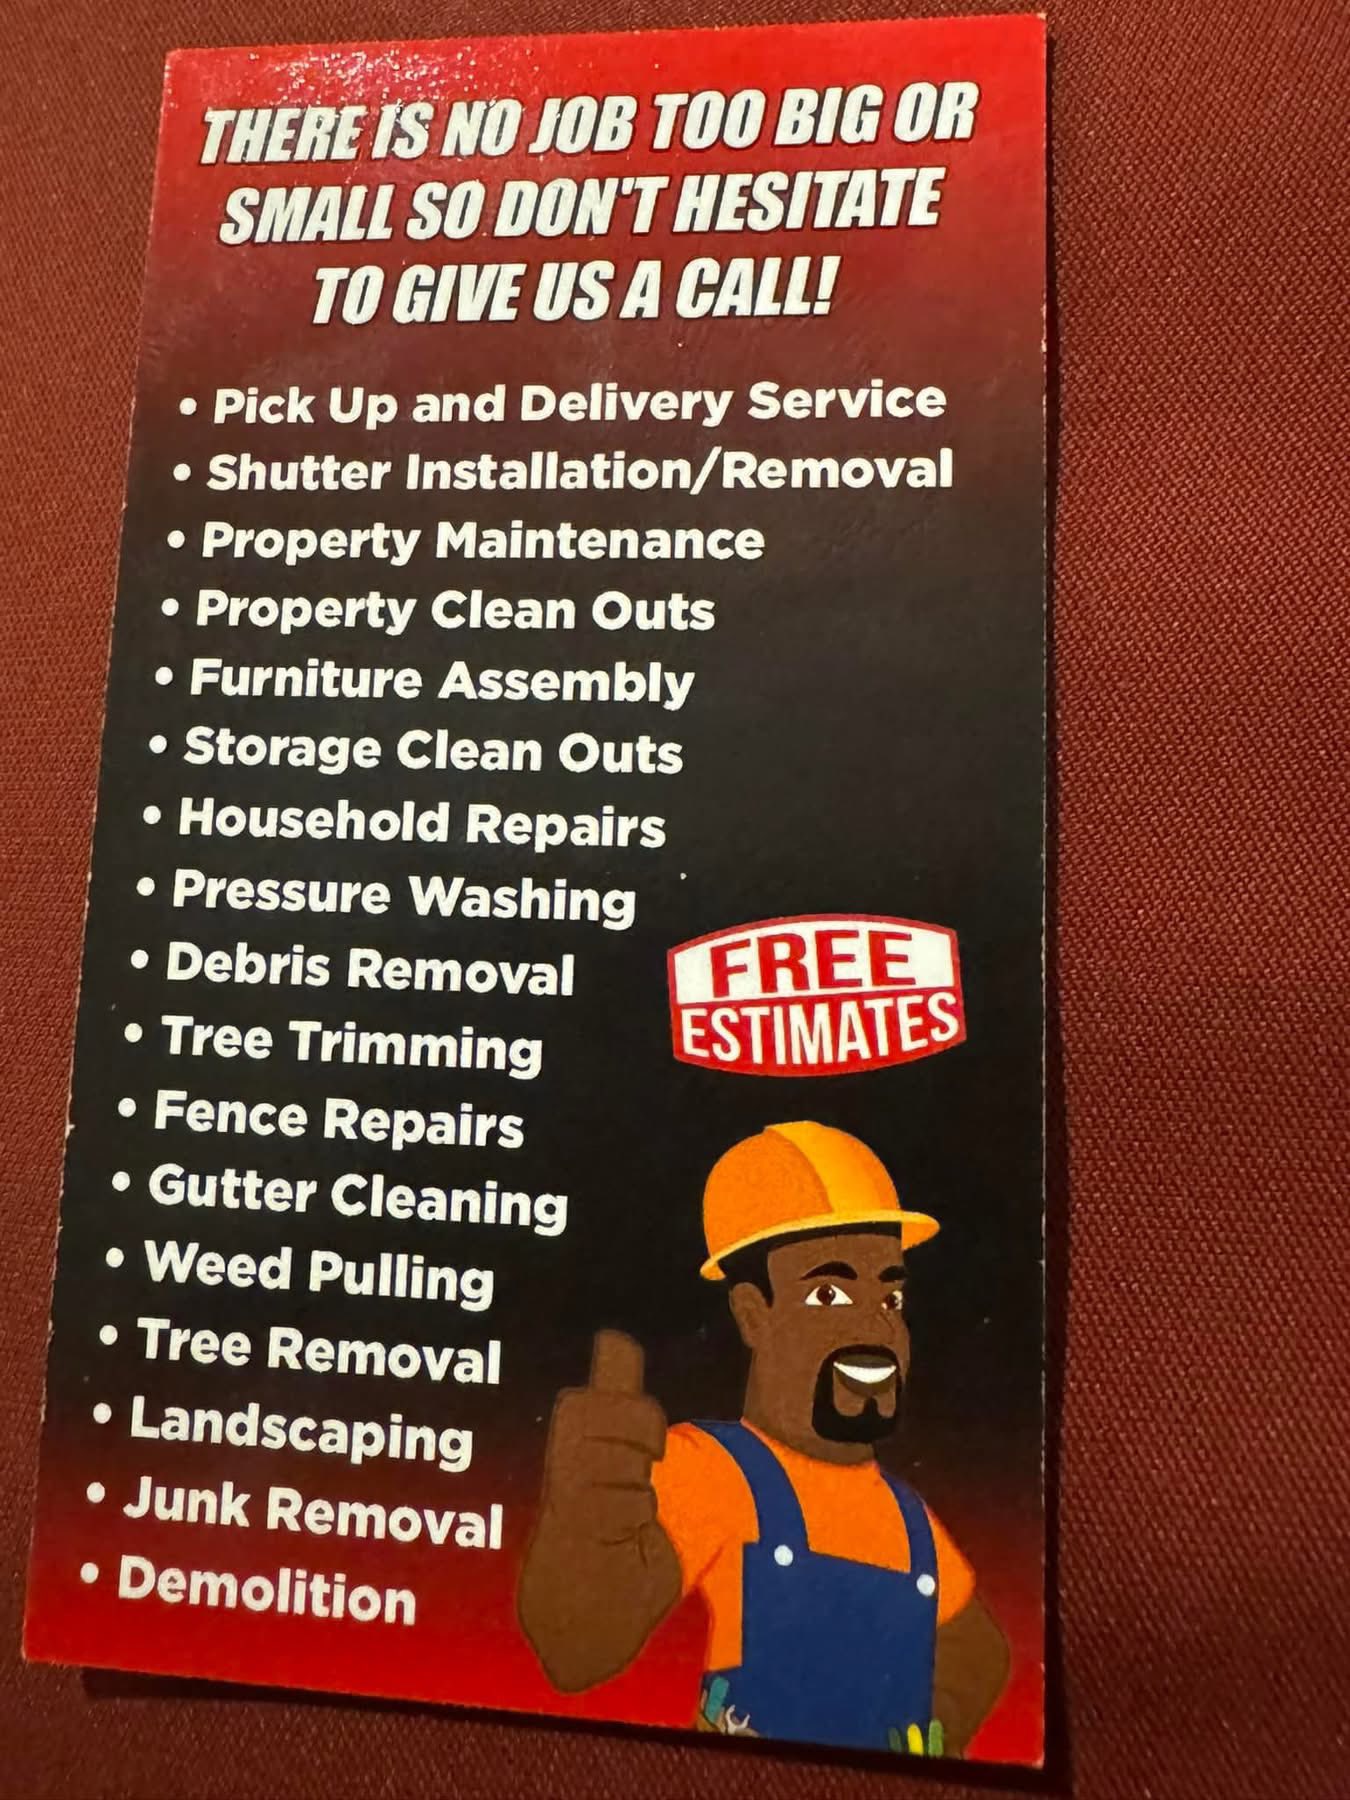 THERE IS NO JOB TOO BIG OR
SMALL SO DON'T HESITATE
TO GIVE US A CALL!
• Pick Up and Delivery Service
• Shutter Installation/Removal
• Property Maintenance
• Property Clean Outs
• Furniture Assembly
• Storage Clean Outs
• Household Repairs
• Pressure Washing
• Debris Removal
• Tree Trimming
• Fence Repairs
• Gutter Cleaning
• Weed Pulling
• Tree Removal
• Landscaping
• Junk Removal
• Demolition
FREE
ESTIMATES